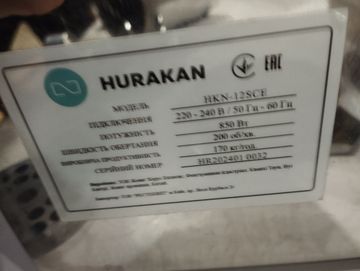 HURAKAN
EAC
МОДЕЛЬ HKN-12SCE
ПІДКЛЮЧЕННЯ 220 - 240 В / 50 Гц - 60 Гц
ПОТУЖНІСТЬ 850 Вт
ШВИДКІСТЬ ОБЕРТАННЯ 200 об/хв.
ВИРОБНИЧА ПРОДУКТИВНІСТЬ 170 кг/год
СЕРІЙНИЙ НОМЕР HR202401 0032